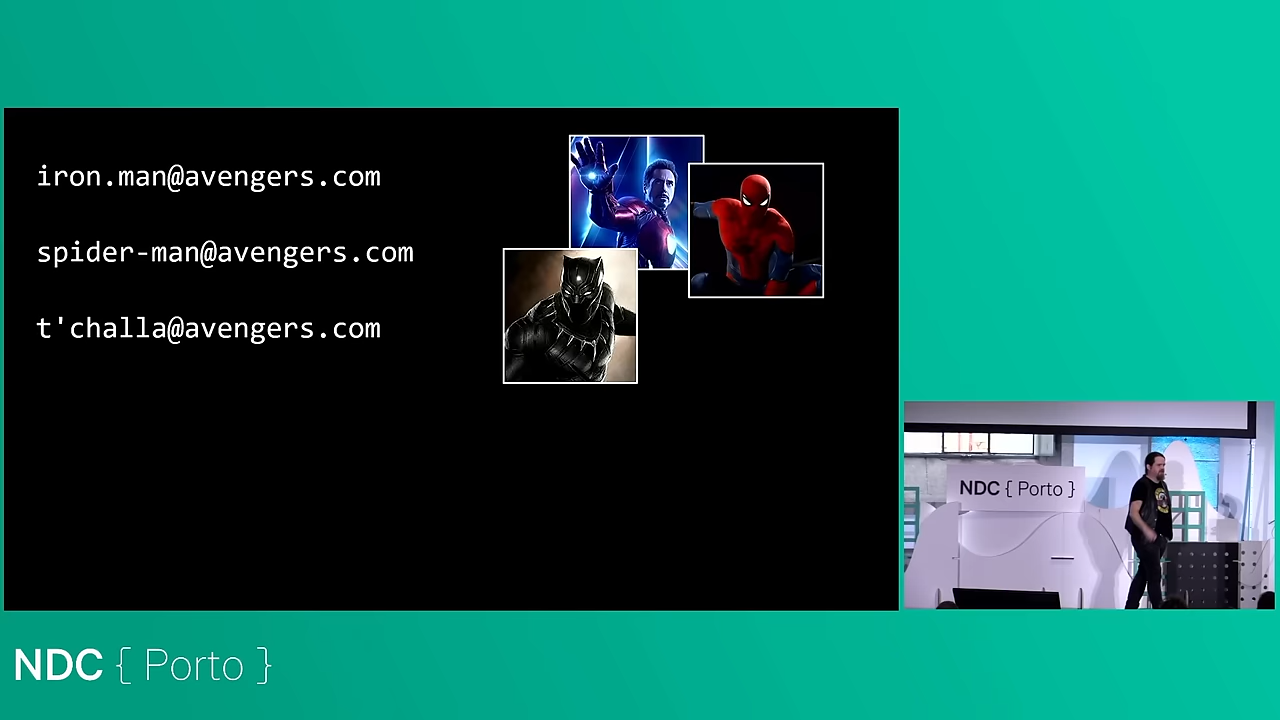 iron.man@avengers.com
spider-man@avengers.com
t'challa@avengers.com
NDC { Porto }
NDC { Porto }